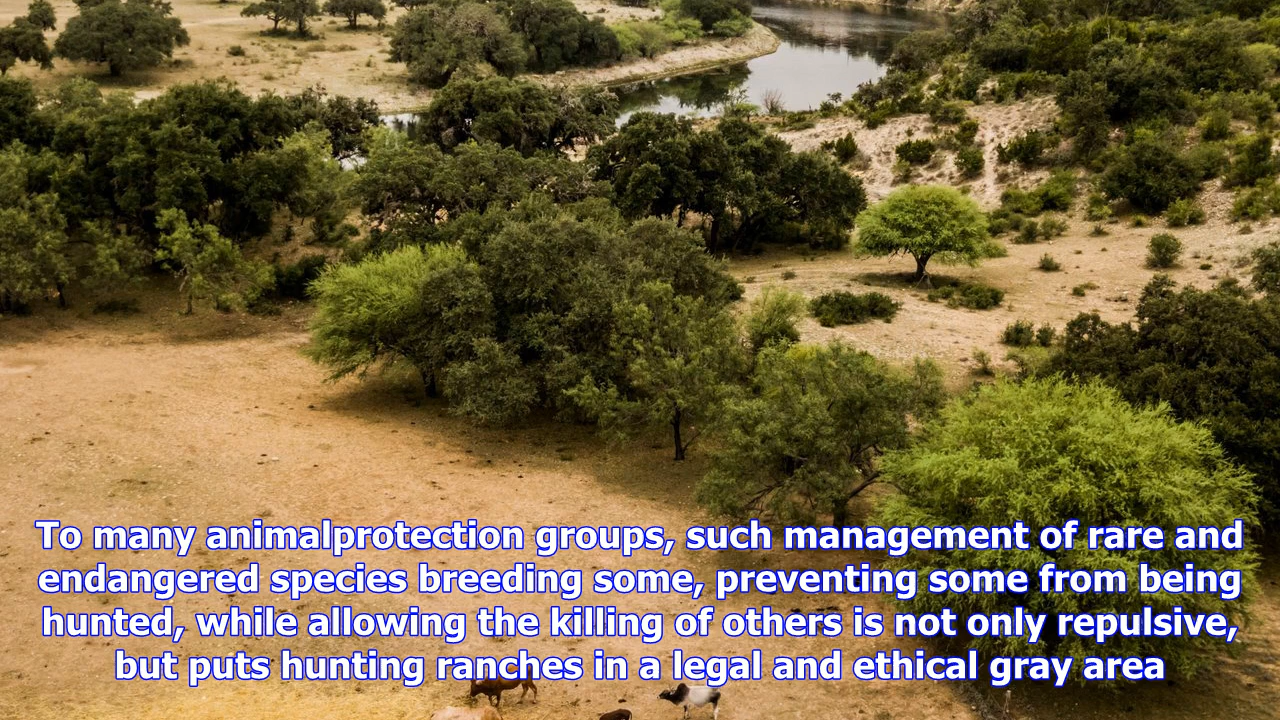 To many animalprotection groups, such management of rare and
endangered species breeding some, preventing some from being
hunted, while allowing the killing of others is not only repulsive,
but puts hunting ranches in a legal and ethical gray area